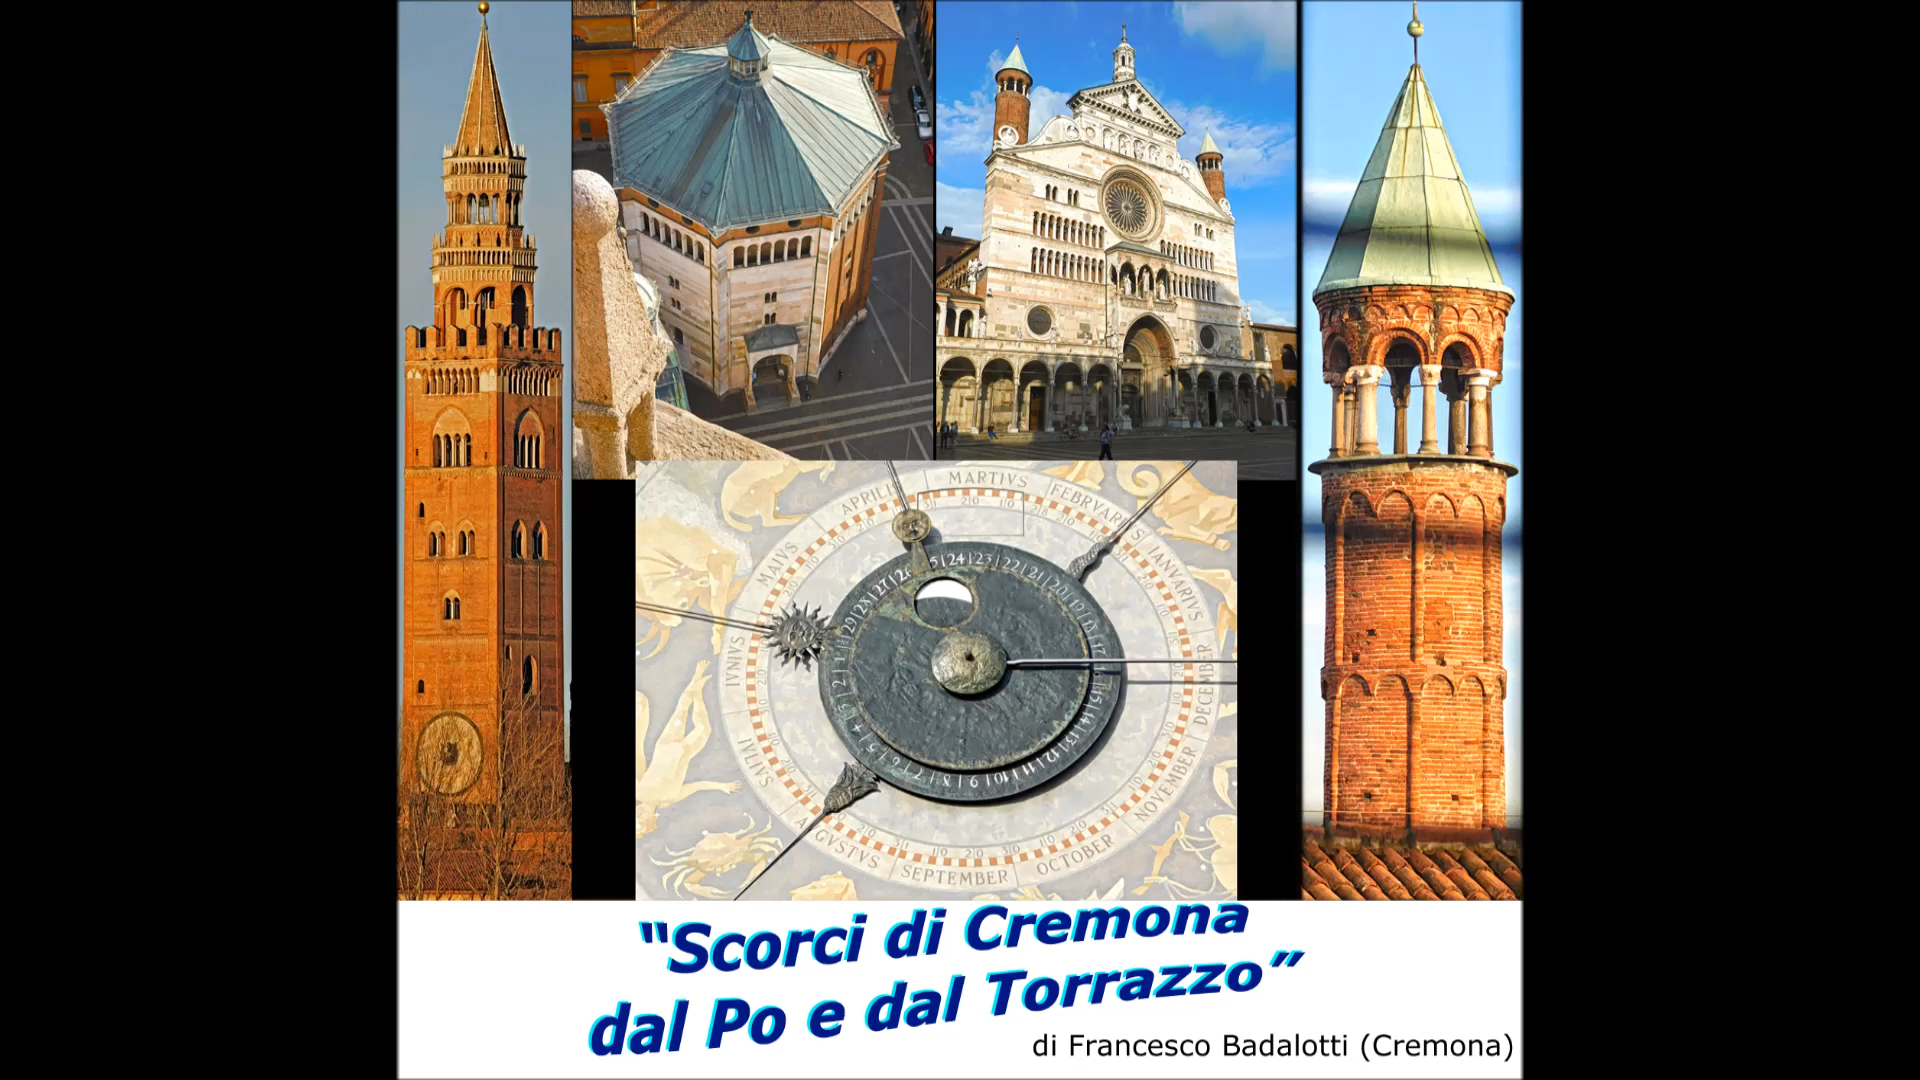 MARTIVS
APRILIS
FEBRVARIVS
MAIVS
IANVARIVS
IVNIVS
DECEMBER
IVLIVS
NOVEMBER
AVGVSTVS
OCTOBER
SEPTEMBER
“Scorci di Cremona
dal Po e dal Torrazzo”
di Francesco Badalotti (Cremona)